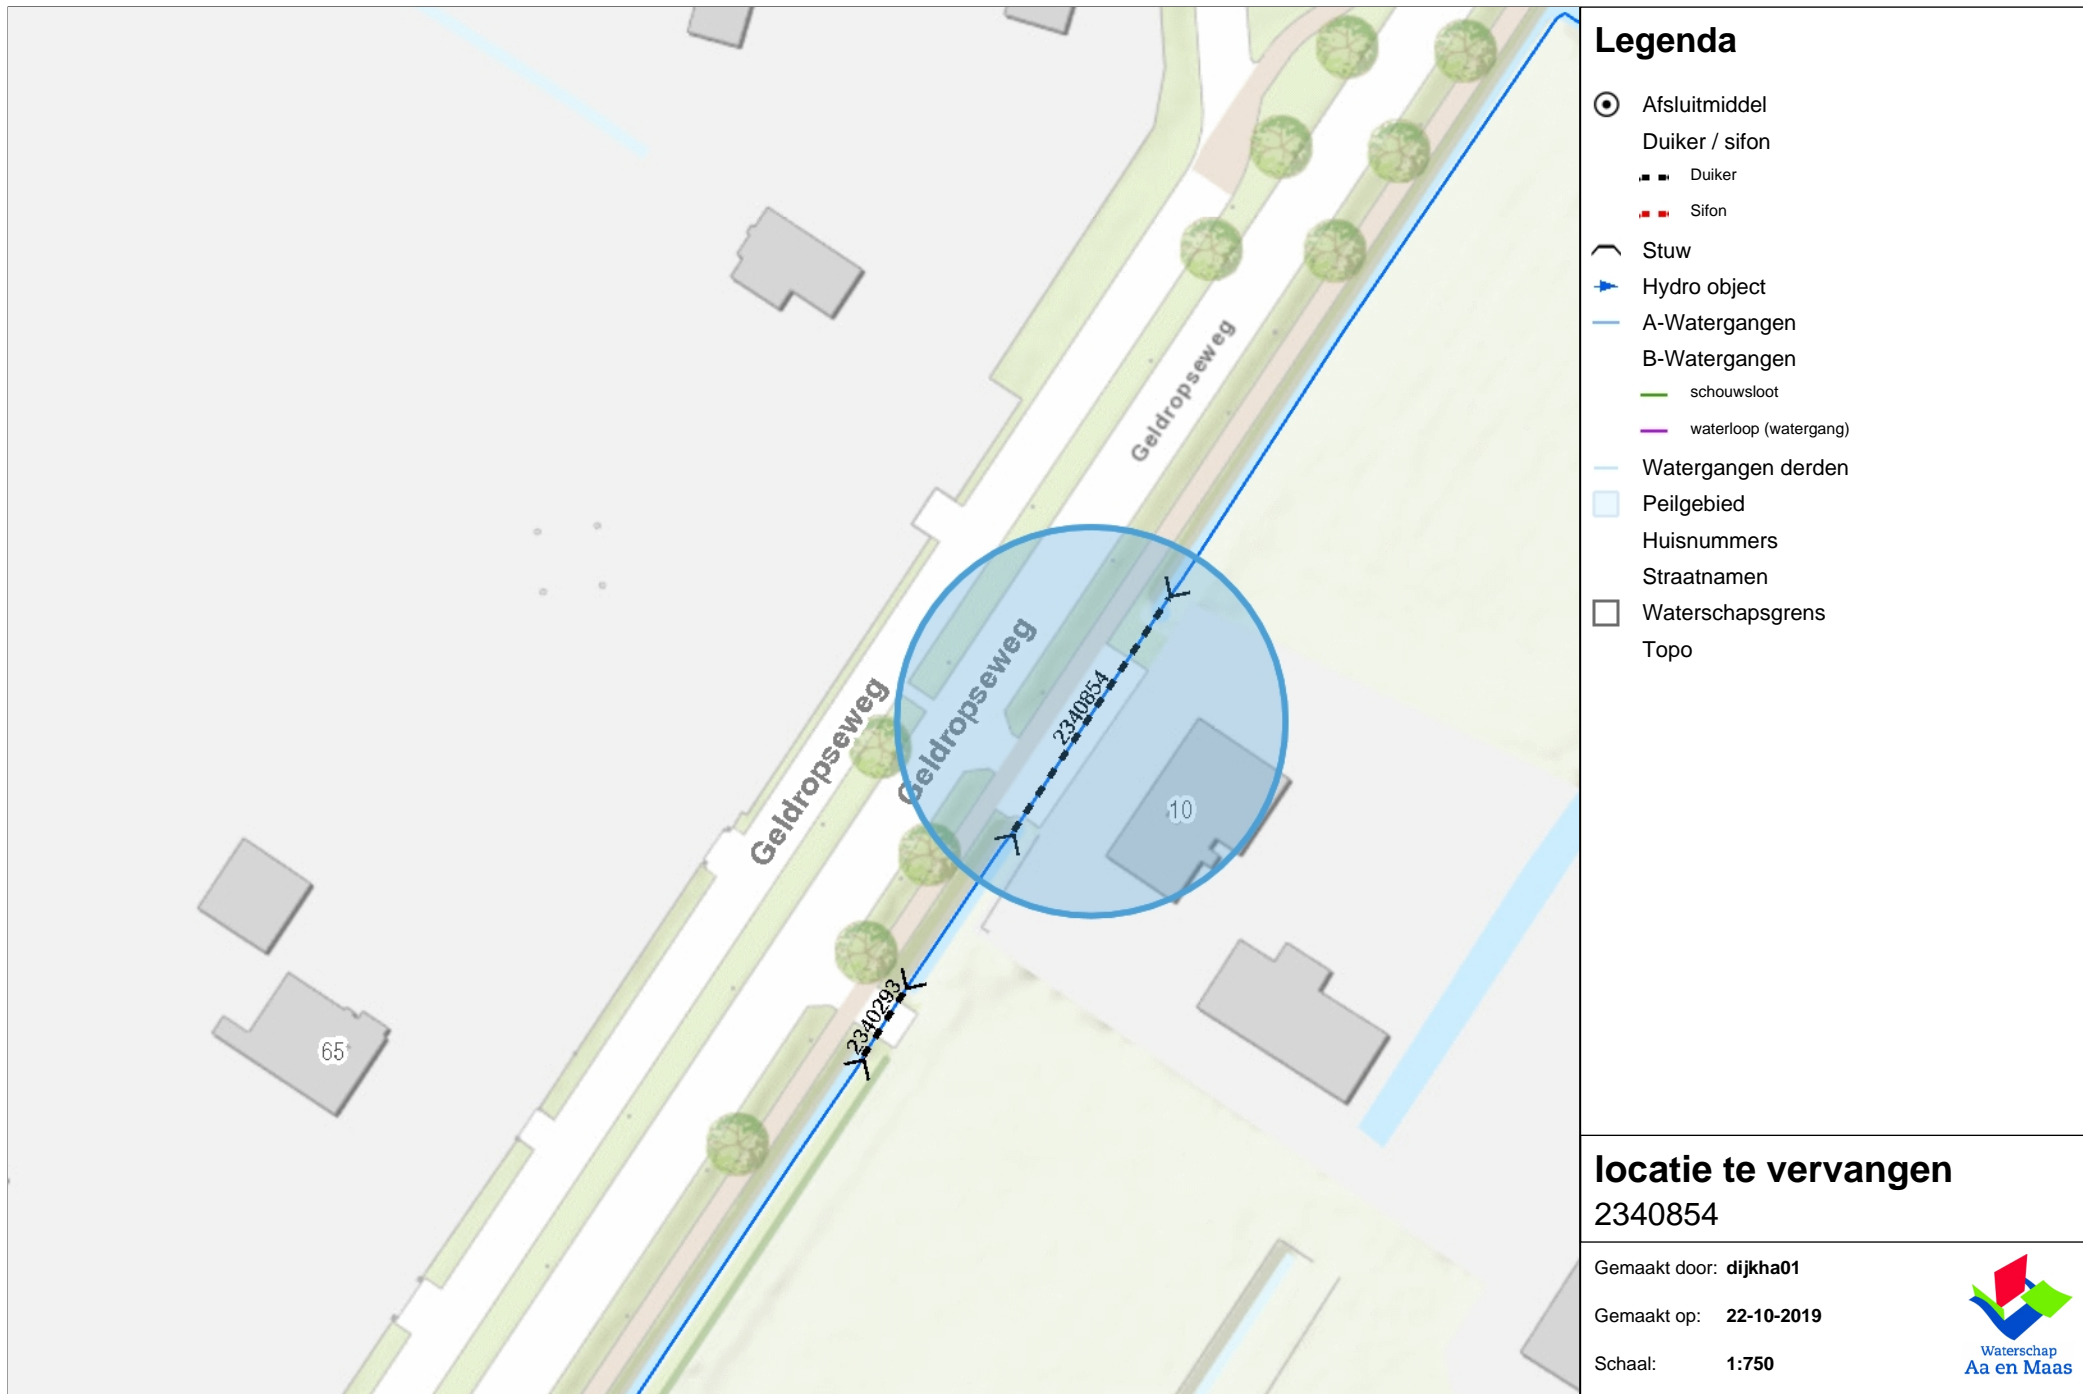 Geldropseweg
Geldropseweg
Geldropseweg
2340854
10
2340293
65
Legenda
Afsluitmiddel
Duiker / sifon
Duiker
Sifon
Stuw
Hydro object
A-Watergangen
B-Watergangen
schouwsloot
waterloop (watergang)
Watergangen derden
Peilgebied
Huisnummers
Straatnamen
Waterschapsgrens
Topo
locatie te vervangen
2340854
Gemaakt door: dijkha01
Gemaakt op: 22-10-2019
Schaal: 1:750
Waterschap
Aa en Maas